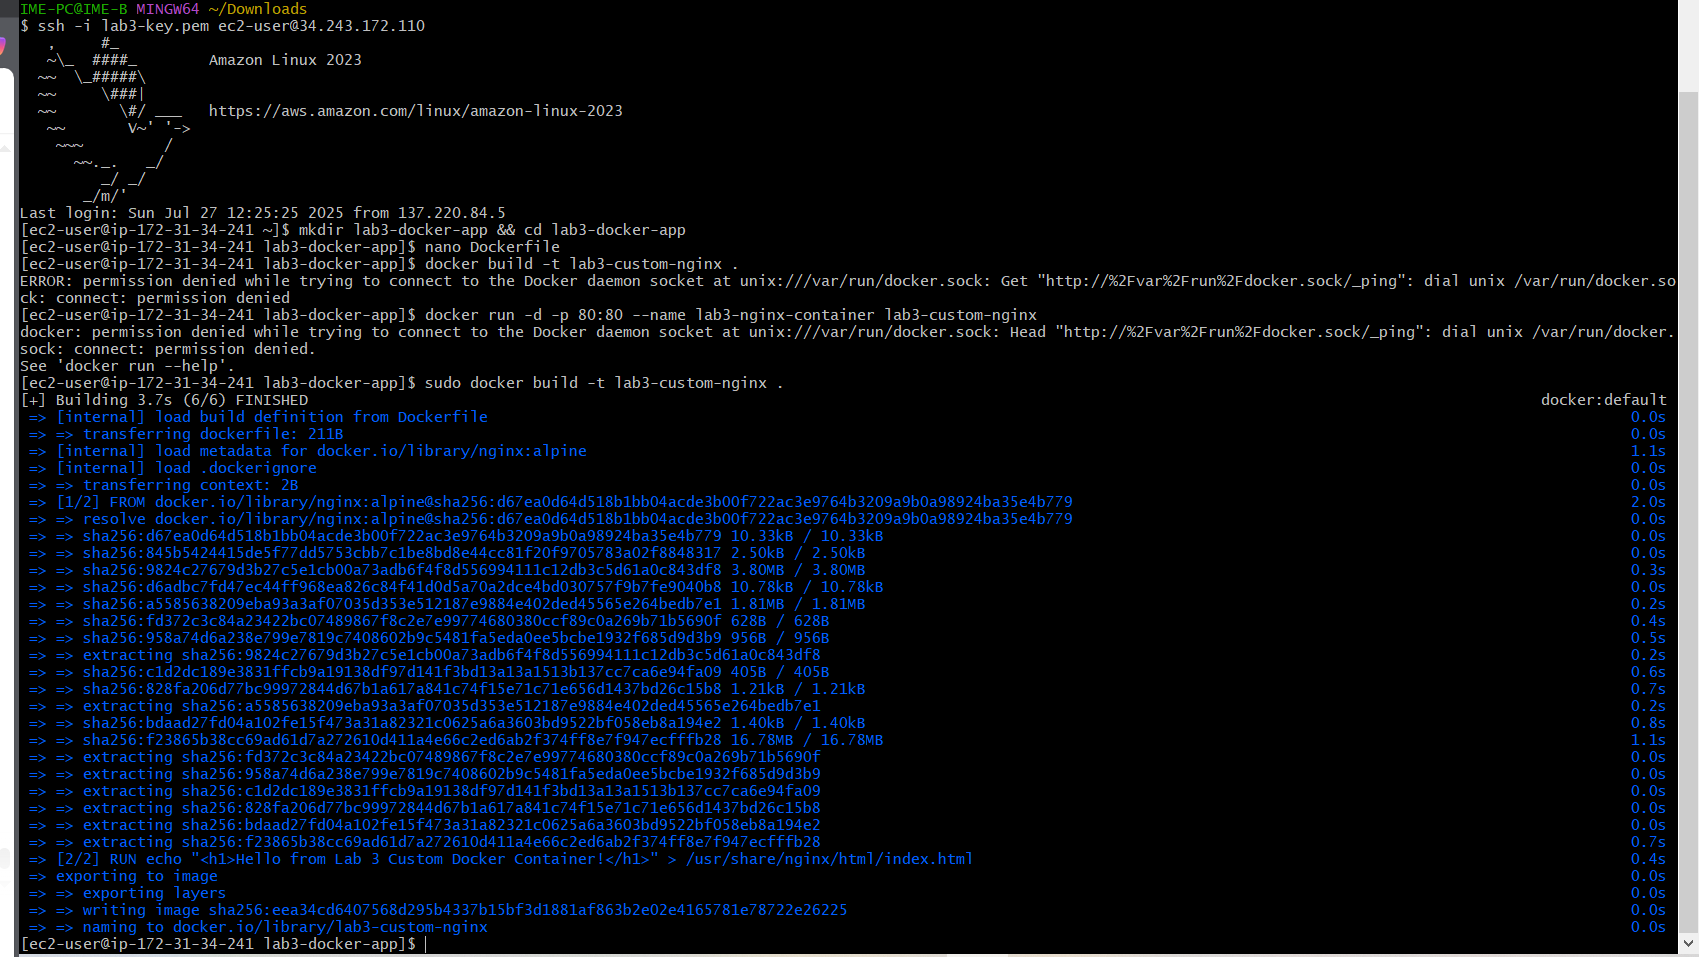 IME-PC@IME-B MINGW64 ~/Downloads
$ ssh -i lab3-key.pem ec2-user@34.243.172.110
   ,     #_
   ~\_  ####_        Amazon Linux 2023
  ~~  \_#####\
  ~~     \###|
  ~~       \#/ ___   https://aws.amazon.com/linux/amazon-linux-2023
   ~~       V~' '->
    ~~~         /
      ~~._.   _/
         _/ _/
       _/m/'
Last login: Sun Jul 27 12:25:25 2025 from 137.220.84.5
[ec2-user@ip-172-31-34-241 ~]$ mkdir lab3-docker-app && cd lab3-docker-app
[ec2-user@ip-172-31-34-241 lab3-docker-app]$ nano Dockerfile
[ec2-user@ip-172-31-34-241 lab3-docker-app]$ docker build -t lab3-custom-nginx .
ERROR: permission denied while trying to connect to the Docker daemon socket at unix:///var/run/docker.sock: Get "http://%2Fvar%2Frun%2Fdocker.sock/_ping": dial unix /var/run/docker.so
ck: connect: permission denied
[ec2-user@ip-172-31-34-241 lab3-docker-app]$ docker run -d -p 80:80 --name lab3-nginx-container lab3-custom-nginx
docker: permission denied while trying to connect to the Docker daemon socket at unix:///var/run/docker.sock: Head "http://%2Fvar%2Frun%2Fdocker.sock/_ping": dial unix /var/run/docker.
sock: connect: permission denied.
See 'docker run --help'.
[ec2-user@ip-172-31-34-241 lab3-docker-app]$ sudo docker build -t lab3-custom-nginx .
[+] Building 3.7s (6/6) FINISHED docker:default
 => [internal] load build definition from Dockerfile 0.0s
 => => transferring dockerfile: 211B 0.0s
 => [internal] load metadata for docker.io/library/nginx:alpine 1.1s
 => [internal] load .dockerignore 0.0s
 => => transferring context: 2B 0.0s
 => [1/2] FROM docker.io/library/nginx:alpine@sha256:d67ea0d64d518b1bb04acde3b00f722ac3e9764b3209a9b0a98924ba35e4b779 2.0s
 => => resolve docker.io/library/nginx:alpine@sha256:d67ea0d64d518b1bb04acde3b00f722ac3e9764b3209a9b0a98924ba35e4b779 0.0s
 => => sha256:d67ea0d64d518b1bb04acde3b00f722ac3e9764b3209a9b0a98924ba35e4b779 10.33kB / 10.33kB 0.0s
 => => sha256:845b5424415de5f77dd5753cbb7c1be8bd8e44cc81f20f9705783a02f8848317 2.50kB / 2.50kB 0.0s
 => => sha256:9824c27679d3b27c5e1cb00a73adb6f4f8d556994111c12db3c5d61a0c843df8 3.80MB / 3.80MB 0.3s
 => => sha256:d6adbc7fd47ec44ff968ea826c84f41d0d5a70a2dce4bd030757f9b7fe9040b8 10.78kB / 10.78kB 0.0s
 => => sha256:a5585638209eba93a3af07035d353e512187e9884e402ded45565e264bedb7e1 1.81MB / 1.81MB 0.2s
 => => sha256:fd372c3c84a23422bc07489867f8c2e7e99774680380ccf89c0a269b71b5690f 628B / 628B 0.4s
 => => sha256:958a74d6a238e799e7819c7408602b9c5481fa5eda0ee5bcbe1932f685d9d3b9 956B / 956B 0.5s
 => => extracting sha256:9824c27679d3b27c5e1cb00a73adb6f4f8d556994111c12db3c5d61a0c843df8 0.2s
 => => sha256:c1d2dc189e3831ffcb9a19138df97d141f3bd13a13a1513b137cc7ca6e94fa09 405B / 405B 0.6s
 => => sha256:828fa206d77bc99972844d67b1a617a841c74f15e71c71e656d1437bd26c15b8 1.21kB / 1.21kB 0.7s
 => => extracting sha256:a5585638209eba93a3af07035d353e512187e9884e402ded45565e264bedb7e1 0.2s
 => => sha256:bdaad27fd04a102fe15f473a31a82321c0625a6a3603bd9522bf058eb8a194e2 1.40kB / 1.40kB 0.8s
 => => sha256:f23865b38cc69ad61d7a272610d411a4e66c2ed6ab2f374ff8e7f947ecfffb28 16.78MB / 16.78MB 1.1s
 => => extracting sha256:fd372c3c84a23422bc07489867f8c2e7e99774680380ccf89c0a269b71b5690f 0.0s
 => => extracting sha256:958a74d6a238e799e7819c7408602b9c5481fa5eda0ee5bcbe1932f685d9d3b9 0.0s
 => => extracting sha256:c1d2dc189e3831ffcb9a19138df97d141f3bd13a13a1513b137cc7ca6e94fa09 0.0s
 => => extracting sha256:828fa206d77bc99972844d67b1a617a841c74f15e71c71e656d1437bd26c15b8 0.0s
 => => extracting sha256:bdaad27fd04a102fe15f473a31a82321c0625a6a3603bd9522bf058eb8a194e2 0.0s
 => => extracting sha256:f23865b38cc69ad61d7a272610d411a4e66c2ed6ab2f374ff8e7f947ecfffb28 0.7s
 => [2/2] RUN echo "<h1>Hello from Lab 3 Custom Docker Container!</h1>" > /usr/share/nginx/html/index.html 0.4s
 => exporting to image 0.0s
 => => exporting layers 0.0s
 => => writing image sha256:eea34cd6407568d295b4337b15bf3d1881af863b2e02e4165781e78722e26225 0.0s
 => => naming to docker.io/library/lab3-custom-nginx 0.0s
[ec2-user@ip-172-31-34-241 lab3-docker-app]$